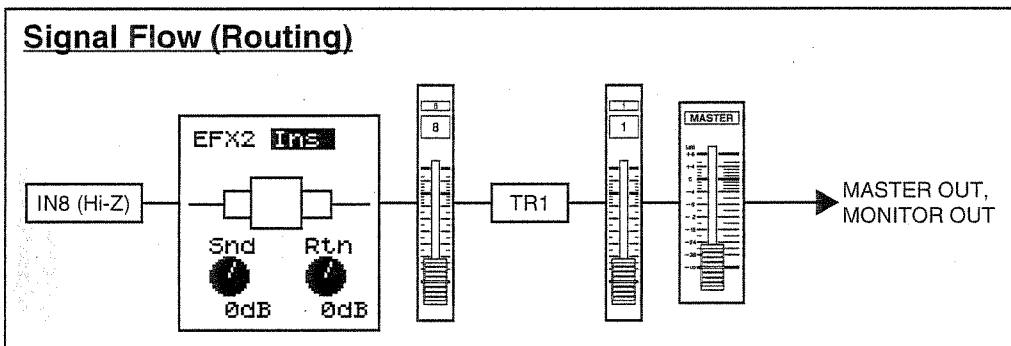 Signal Flow (Routing)
IN8 (Hi-Z)
EFX2 Ins
Snd Rtn
0dB 0dB
8
TR1
1
1
MASTER
MASTER OUT,
MONITOR OUT